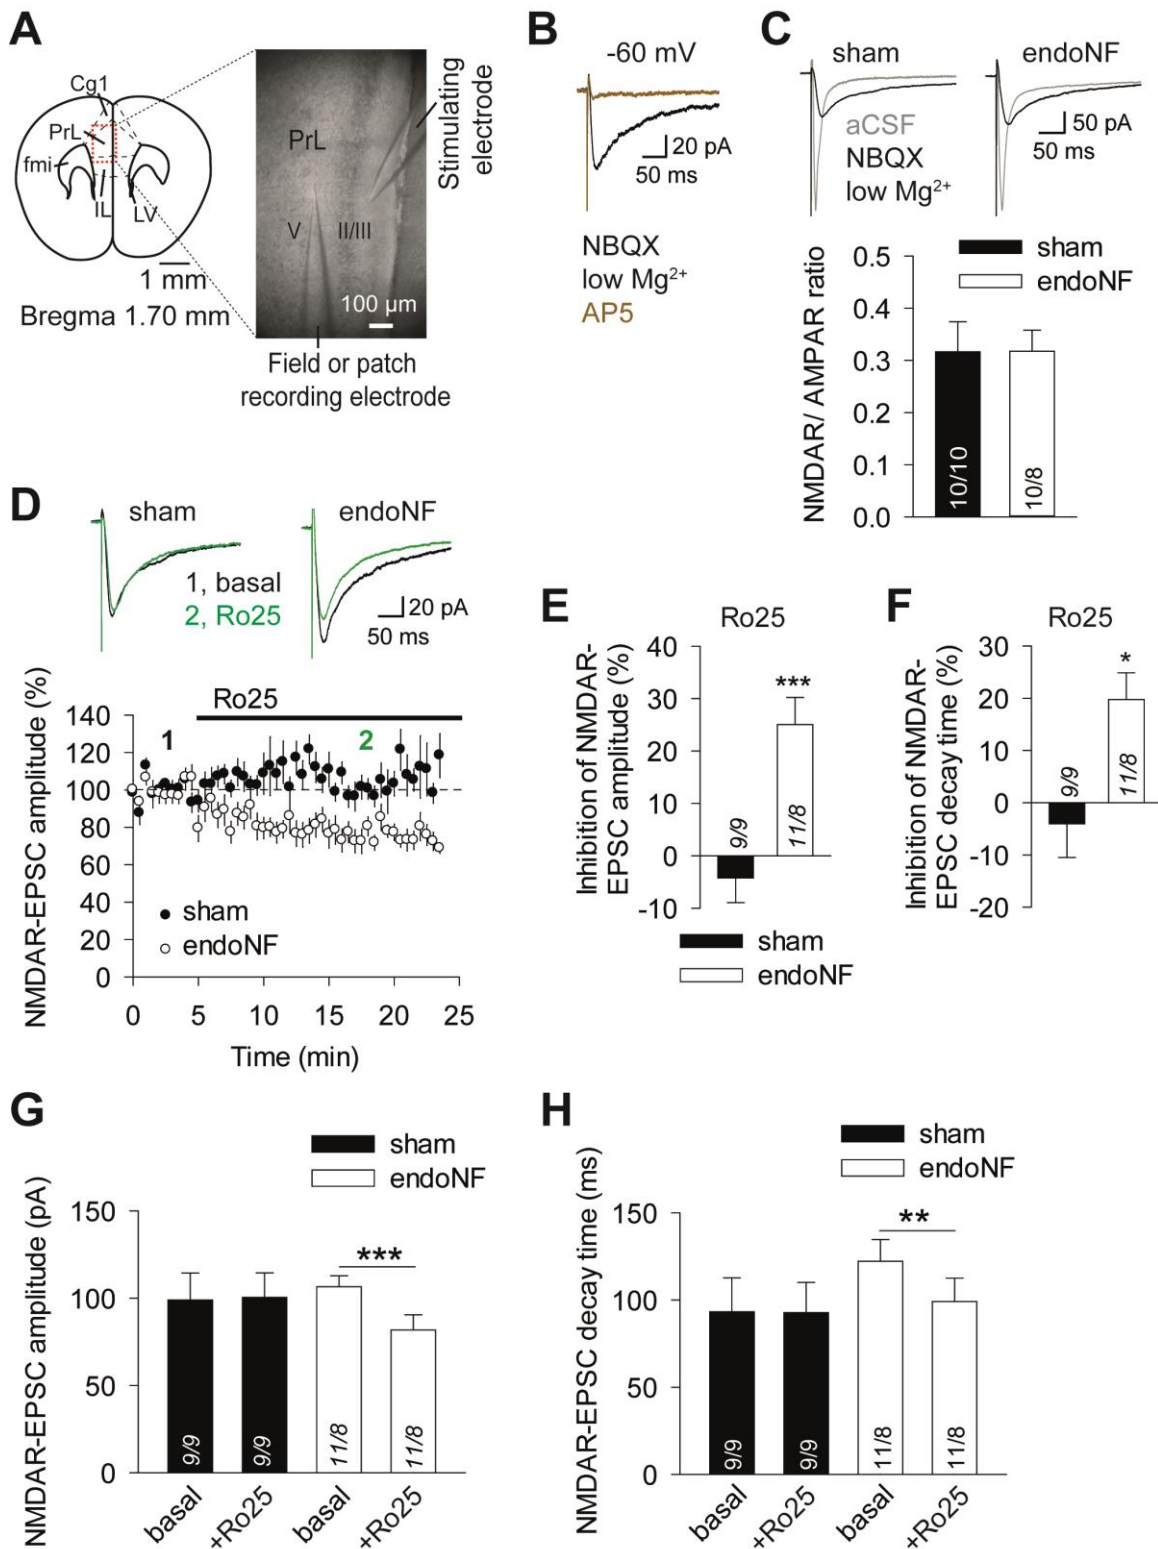 A
Cg1
PrL
fmi
IL
LV
1 mm
Bregma 1.70 mm
PrL
V
II/III
100 µm
Stimulating
electrode
Field or patch
recording electrode
B
-60 mV
20 pA
50 ms
NBQX
low Mg²⁺
AP5
C
sham
endoNF
aCSF
NBQX
low Mg²⁺
50 pA
50 ms
sham
endoNF
NMDAR/ AMPAR ratio
0.5
0.4
0.3
0.2
0.1
0.0
10/10
10/8
D
sham
endoNF
1, basal
2, Ro25
20 pA
50 ms
Ro25
1
2
NMDAR-EPSC amplitude (%)
140
120
100
80
60
40
20
0
sham
endoNF
0
5
10
15
20
25
Time (min)
E
Ro25
Inhibition of NMDAR-
EPSC amplitude (%)
40
30
20
10
0
-10
***
9/9
11/8
sham
endoNF
F
Ro25
Inhibition of NMDAR-
EPSC decay time (%)
30
20
10
0
-10
-20
*
9/9
11/8
G
sham
endoNF
NMDAR-EPSC amplitude (pA)
150
100
50
0
***
9/9
9/9
11/8
11/8
basal
+Ro25
basal
+Ro25
H
sham
endoNF
NMDAR-EPSC decay time (ms)
150
100
50
0
**
9/9
9/9
11/8
11/8
basal
+Ro25
basal
+Ro25